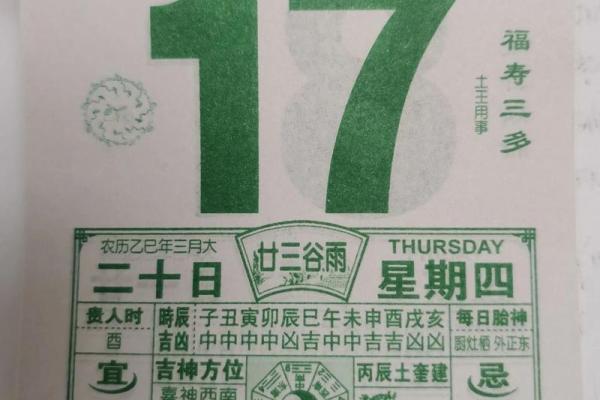 17
福寿三多
土王用事
农历乙巳年三月大
二十日
廿三谷雨
THURSDAY
星期四
贵人时
酉
時辰吉凶
子丑寅卯辰巳午未申酉戌亥
中中中中凶吉中中吉吉凶凶
每日胎神
厨灶栖 外正东
宜
吉神方位
喜神西南
丙辰土奎建
忌